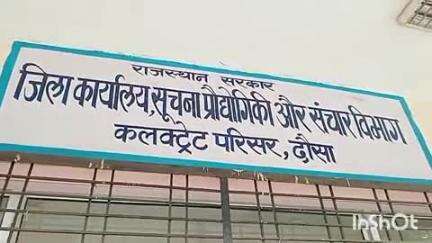 राजस्थान सरकार
जिला कार्यालय,सूचना प्रौद्योगिकी और संचार विभाग
कलक्ट्रेट परिसर, दौसा
InShOt